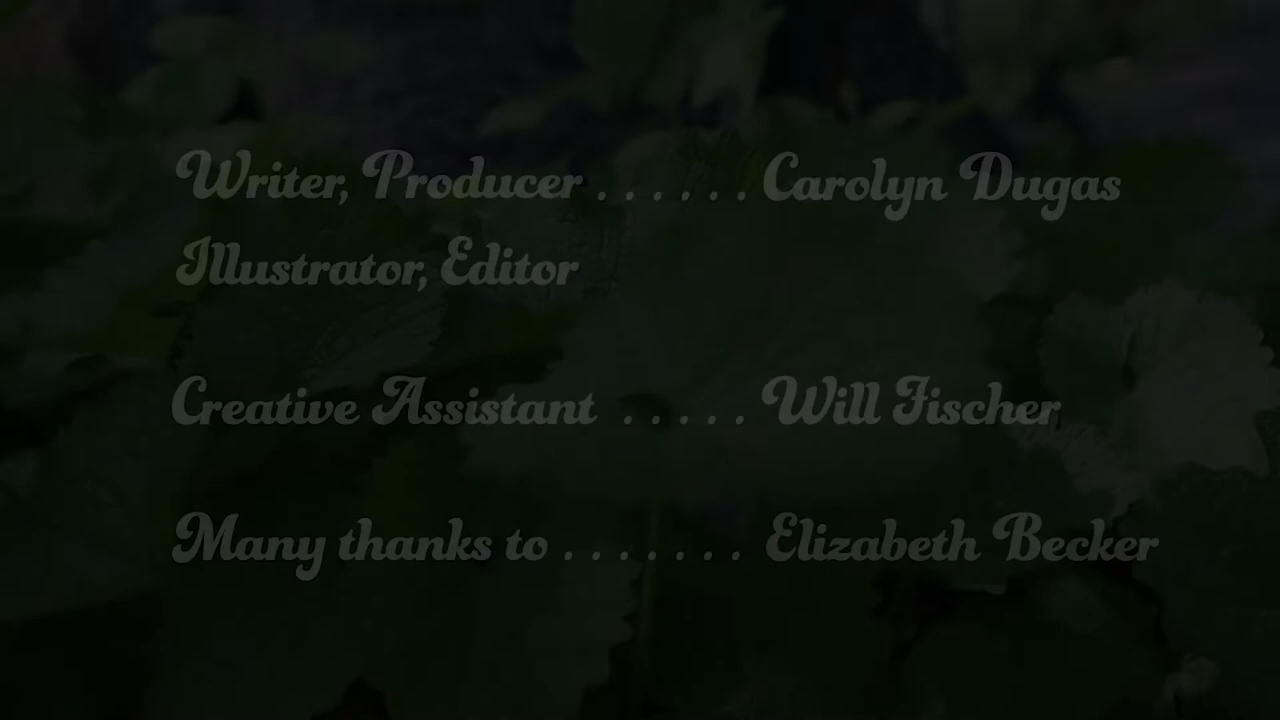 Writer, Producer . . . . . . Carolyn Dugas
Illustrator, Editor
Creative Assistant . . . . . Will Fischer
Many thanks to . . . . . . . Elizabeth Becker